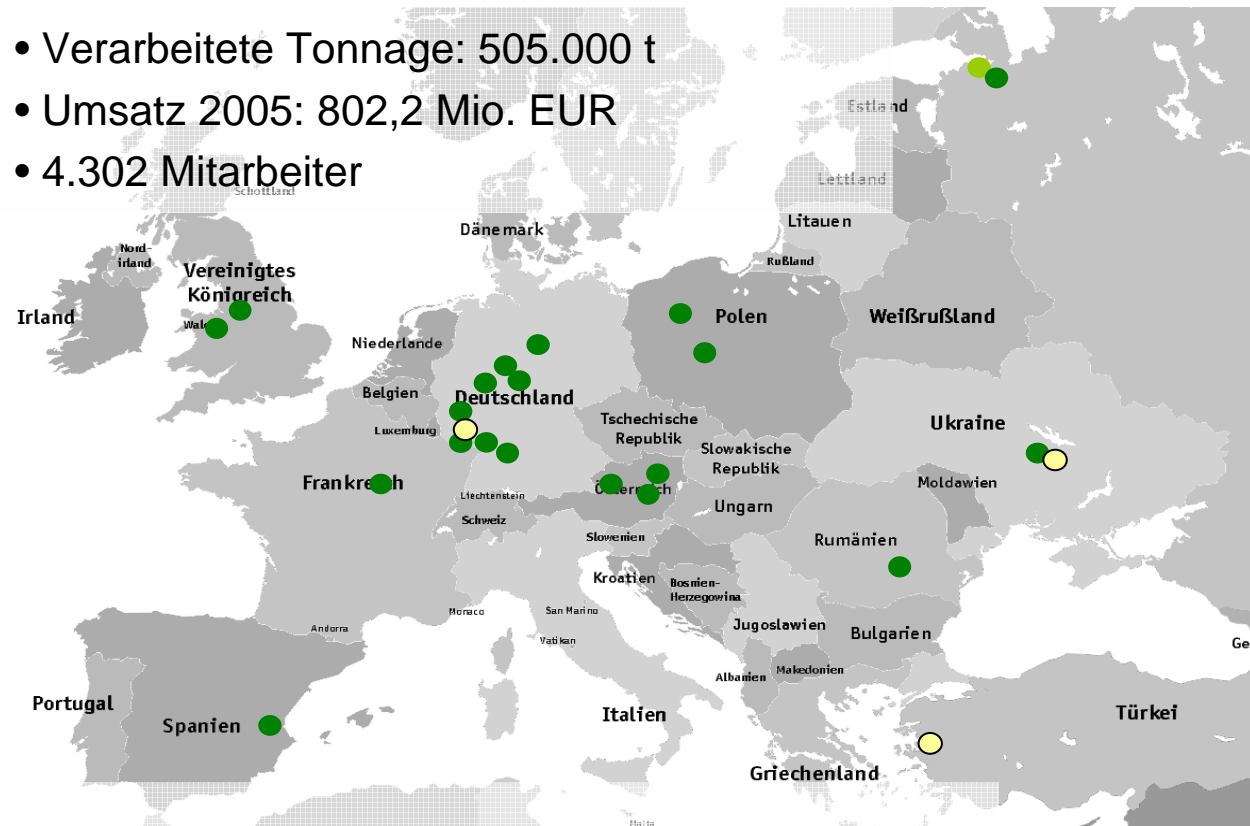 • Verarbeitete Tonnage: 505.000 t
• Umsatz 2005: 802,2 Mio. EUR
• 4.302 Mitarbeiter
Estland
Lettland
Schottland
Litauen
Dänemark
Nord-
irland
Rußland
Vereinigtes
Königreich
Irland
Polen
Weißrußland
Niederlande
Belgien
Deutschland
Luxemburg
Tschechische
Republik
Ukraine
Slowakische
Republik
Frankreich
Moldawien
Liechtenstein
Österreich
Ungarn
Schweiz
Slowenien
Rumänien
Kroatien
Bosnien-
Herzegowina
Monaco
San Marino
Andorra
Jugoslawien
Vatikan
Bulgarien
Ge
Makedonien
Albanien
Portugal
Spanien
Italien
Türkei
Griechenland
Malta